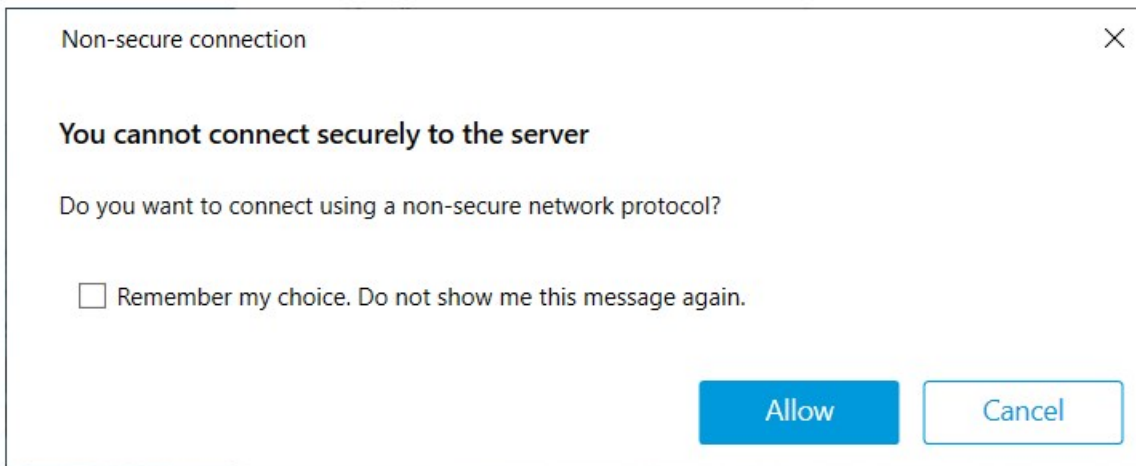 Non-secure connection
You cannot connect securely to the server
Do you want to connect using a non-secure network protocol?
Remember my choice. Do not show me this message again.
Allow
Cancel